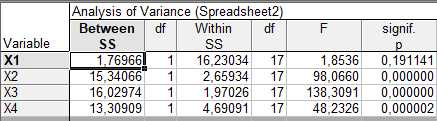 Analysis of Variance (Spreadsheet2)
Variable Between SS df Within SS df F signif. p
X1 1,76966 1 16,23034 17 1,8536 0,191141
X2 15,34066 1 2,65934 17 98,0660 0,000000
X3 16,02974 1 1,97026 17 138,3091 0,000000
X4 13,30909 1 4,69091 17 48,2326 0,000002